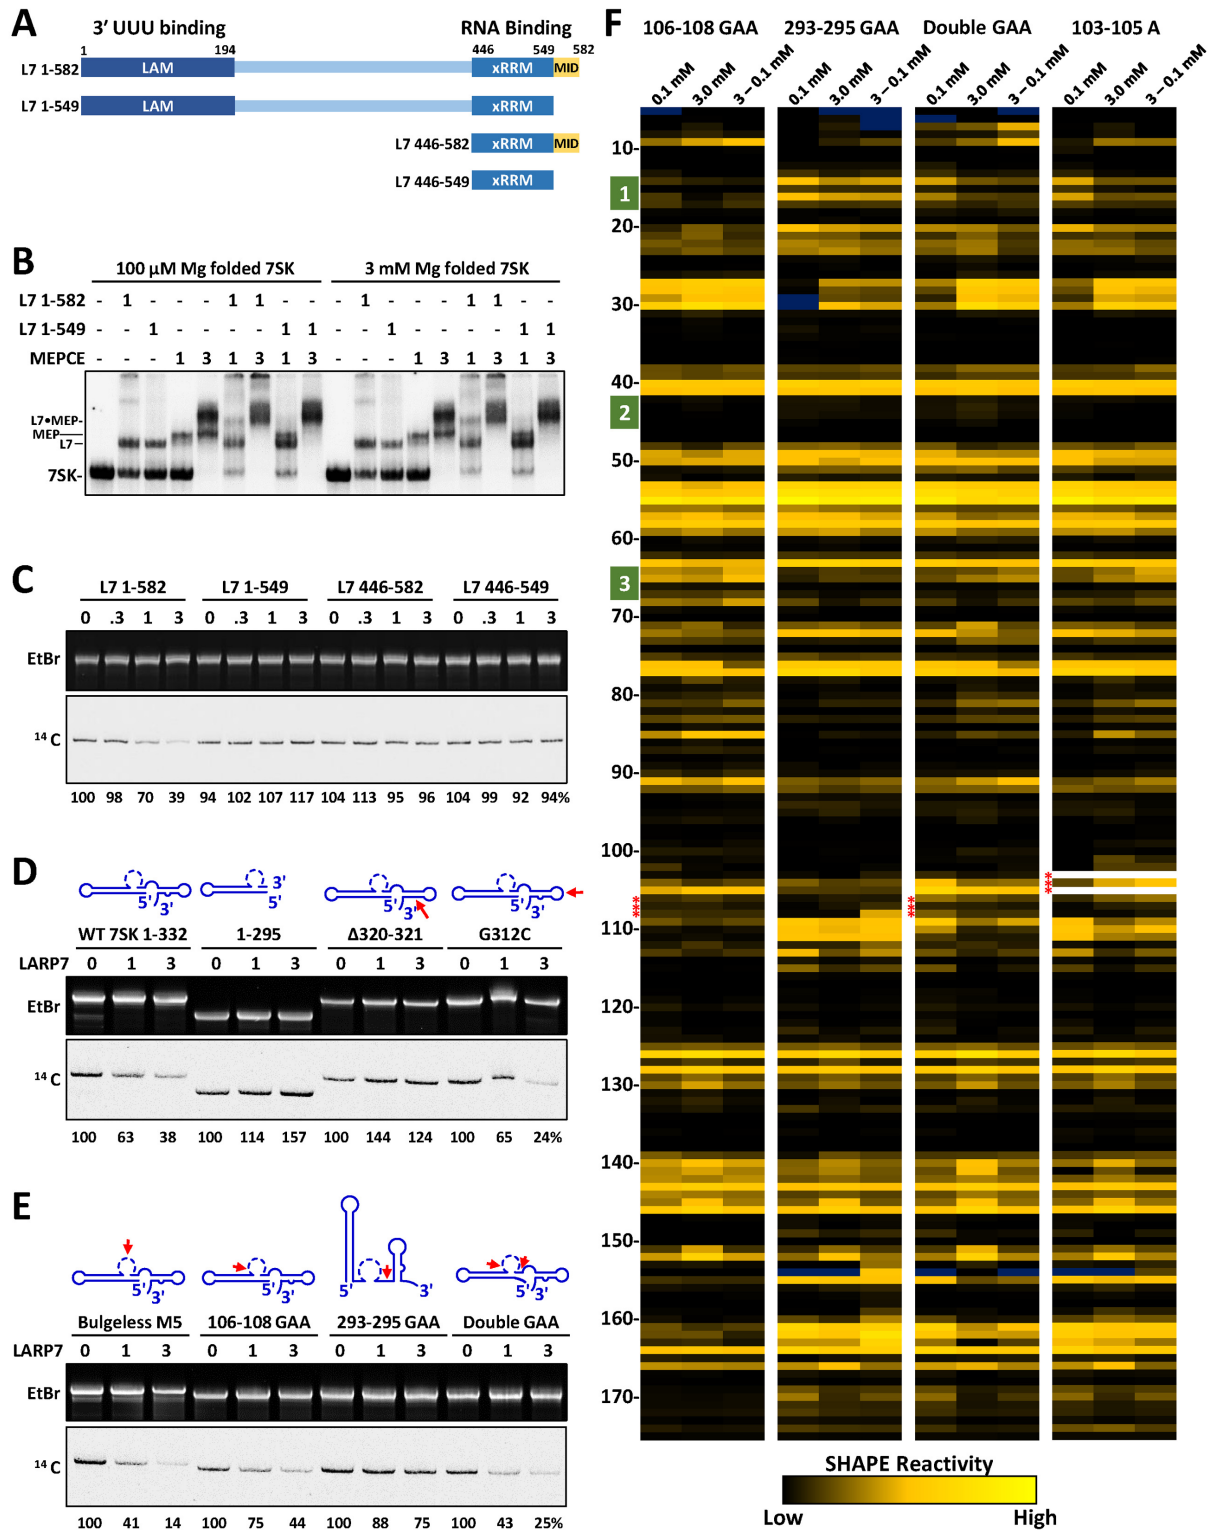 A
3′ UUU binding
RNA Binding
1
194
446
549
582
L7 1-582
LAM
xRRM
MID
L7 1-549
LAM
xRRM
L7 446-582
xRRM
MID
L7 446-549
xRRM
B
100 µM Mg folded 7SK
3 mM Mg folded 7SK
L7 1-582 - 1 - - - 1 1 - - - 1 - - - 1 1 - -
L7 1-549 - - 1 - - - - 1 1 - - 1 - - - - 1 1
MEPCE - - - 1 3 1 3 1 3 - - - 1 3 1 3 1 3
L7•MEP-
MEP
L7
7SK-
C
L7 1-582
L7 1-549
L7 446-582
L7 446-549
0 .3 1 3 0 .3 1 3 0 .3 1 3 0 .3 1 3
EtBr
14 C
100 98 70 39 94 102 107 117 104 113 95 96 104 99 92 94%
D
3'
5' 3'
5'
5' 3'
5' 3'
WT 7SK 1-332
1-295
Δ320-321
G312C
LARP7 0 1 3 0 1 3 0 1 3 0 1 3
EtBr
14 C
100 63 38 100 114 157 100 144 124 100 65 24%
E
5' 3'
5' 3'
5' 3'
5' 3'
Bulgeless M5
106-108 GAA
293-295 GAA
Double GAA
LARP7 0 1 3 0 1 3 0 1 3 0 1 3
EtBr
14 C
100 41 14 100 75 44 100 88 75 100 43 25%
F
106-108 GAA
293-295 GAA
Double GAA
103-105 A
0.1 mM 3.0 mM 3 – 0.1 mM
0.1 mM 3.0 mM 3 – 0.1 mM
0.1 mM 3.0 mM 3 – 0.1 mM
0.1 mM 3.0 mM 3 – 0.1 mM
10-
1
20-
30-
40-
2
50-
60-
3
70-
80-
90-
100-
***
***
***
110-
120-
130-
140-
150-
160-
170-
SHAPE Reactivity
Low
High